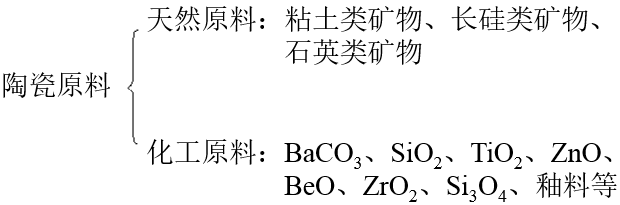 天然原料：粘土类矿物、长硅类矿物、
石英类矿物
陶瓷原料
化工原料：BaCO₃、SiO₂、TiO₂、ZnO、
BeO、ZrO₂、Si₃O₄、釉料等